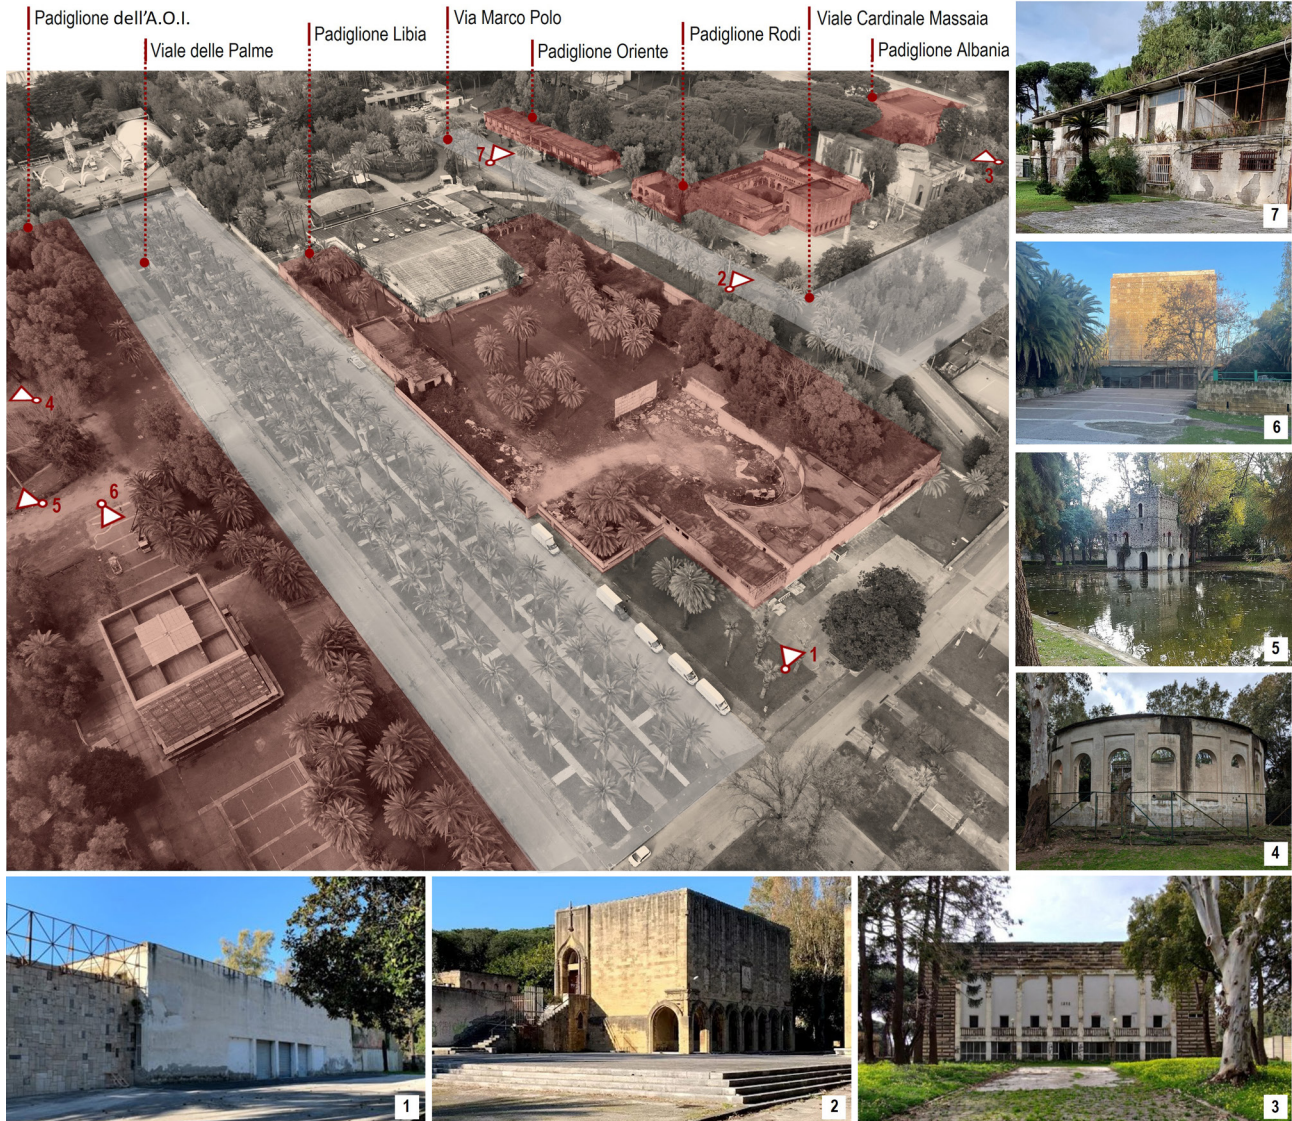 Padiglione dell'A.O.I.
Viale delle Palme
Padiglione Libia
Via Marco Polo
Padiglione Oriente
Padiglione Rodi
Viale Cardinale Massaia
Padiglione Albania
7
2
3
4
5
6
1
7
6
5
4
1
2
3